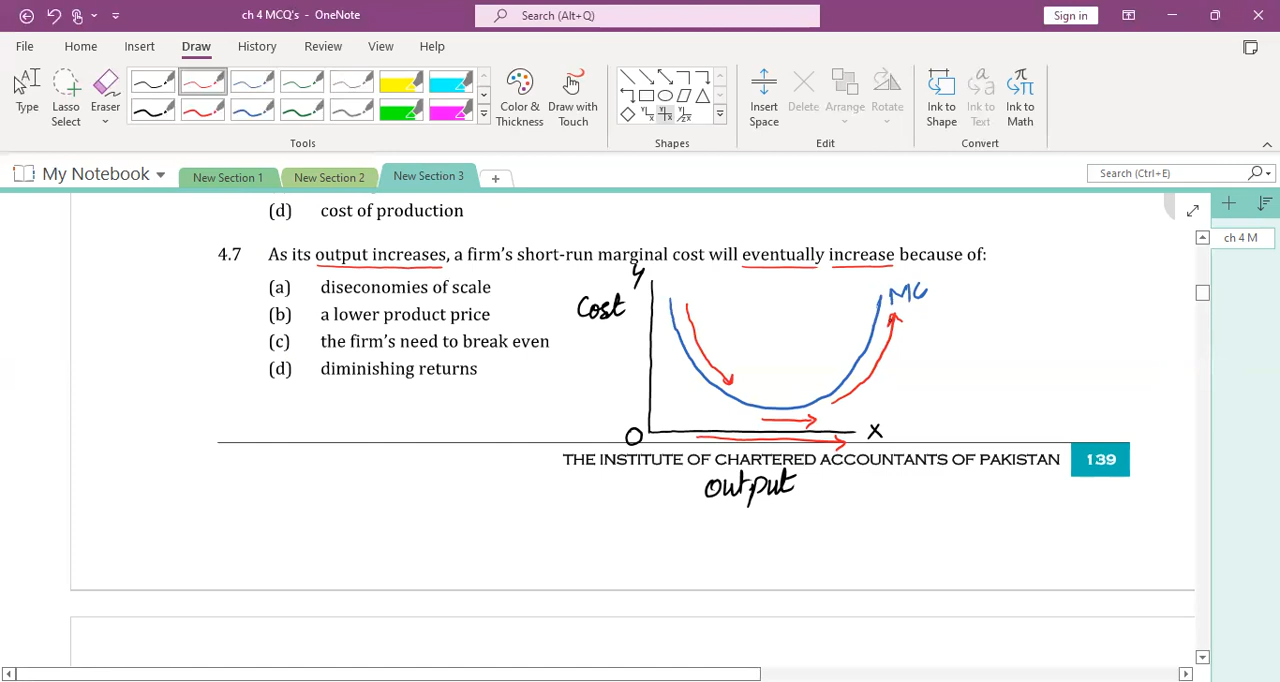 ch 4 MCQ's - OneNote
Search (Alt+Q)
Sign in
File Home Insert Draw History Review View Help
Type
Lasso Select
Eraser
Color & Thickness
Draw with Touch
Insert Space
Delete
Arrange
Rotate
Ink to Shape
Ink to Text
Ink to Math
Tools Shapes Edit Convert
My Notebook
New Section 1
New Section 2
New Section 3
Search (Ctrl+E)
ch 4 M
(d) cost of production
4.7 As its output increases, a firm's short-run marginal cost will eventually increase because of:
(a) diseconomies of scale
(b) a lower product price
(c) the firm's need to break even
(d) diminishing returns
y
Cost
MC
O
X
THE INSTITUTE OF CHARTERED ACCOUNTANTS OF PAKISTAN 139
output